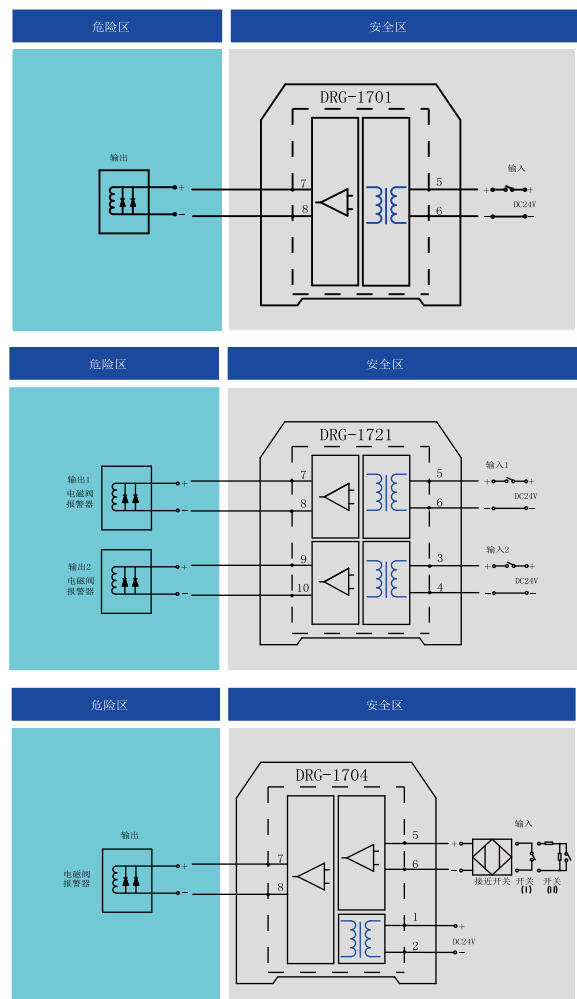 危险区
安全区
DRG-1701
输出
+
−
7
8
5
6
输入
+ +
DC24V
− −
危险区
安全区
DRG-1721
输出1
电磁阀
报警器
+
−
7
8
5
6
输入1
+ +
DC24V
− −
输出2
电磁阀
报警器
+
−
9
10
3
4
输入2
+ +
DC24V
− −
危险区
安全区
DRG-1704
输出
电磁阀
报警器
+
−
7
8
5
6
输入
+
−
接近开关 开关 开关
(I) (II)
1
2
+
DC24V
−